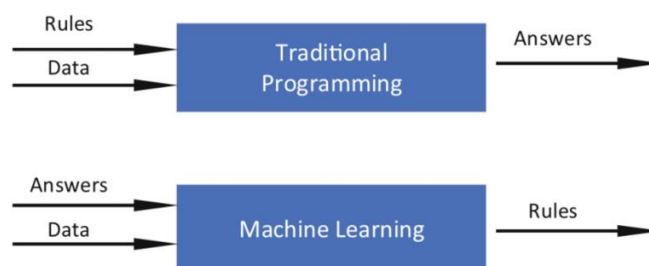 Rules
Data
Traditional
Programming
Answers
Answers
Data
Machine Learning
Rules